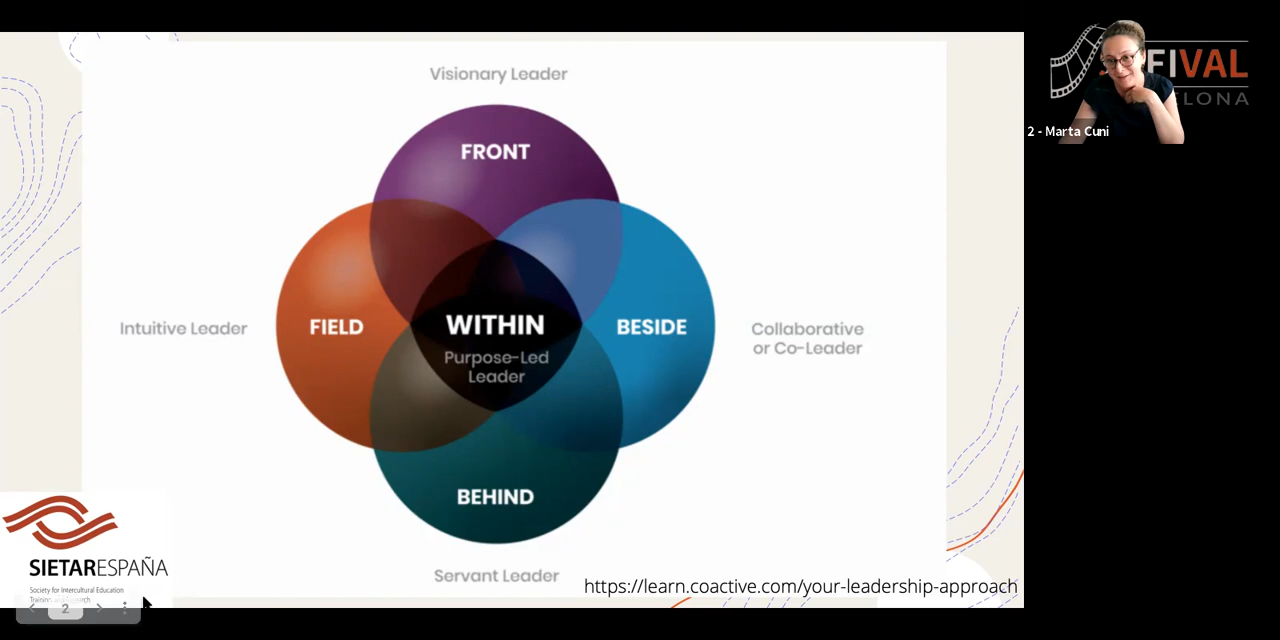 Visionary Leader
FRONT
FIVAL
LONA
2 - Marta Cuni
Intuitive Leader
FIELD
WITHIN
Purpose-Led
Leader
BESIDE
Collaborative
or Co-Leader
BEHIND
Servant Leader
https://learn.coactive.com/your-leadership-approach
SIETARESPAÑA
Society for Intercultural Education
2